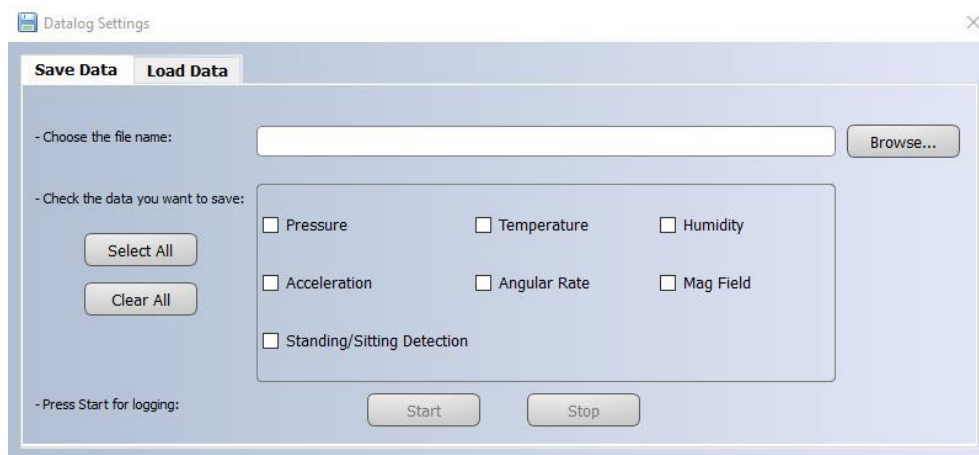 Datalog Settings
Save Data Load Data
- Choose the file name: Browse...
- Check the data you want to save:
Pressure Temperature Humidity
Select All
Acceleration Angular Rate Mag Field
Clear All
Standing/Sitting Detection
- Press Start for logging: Start Stop